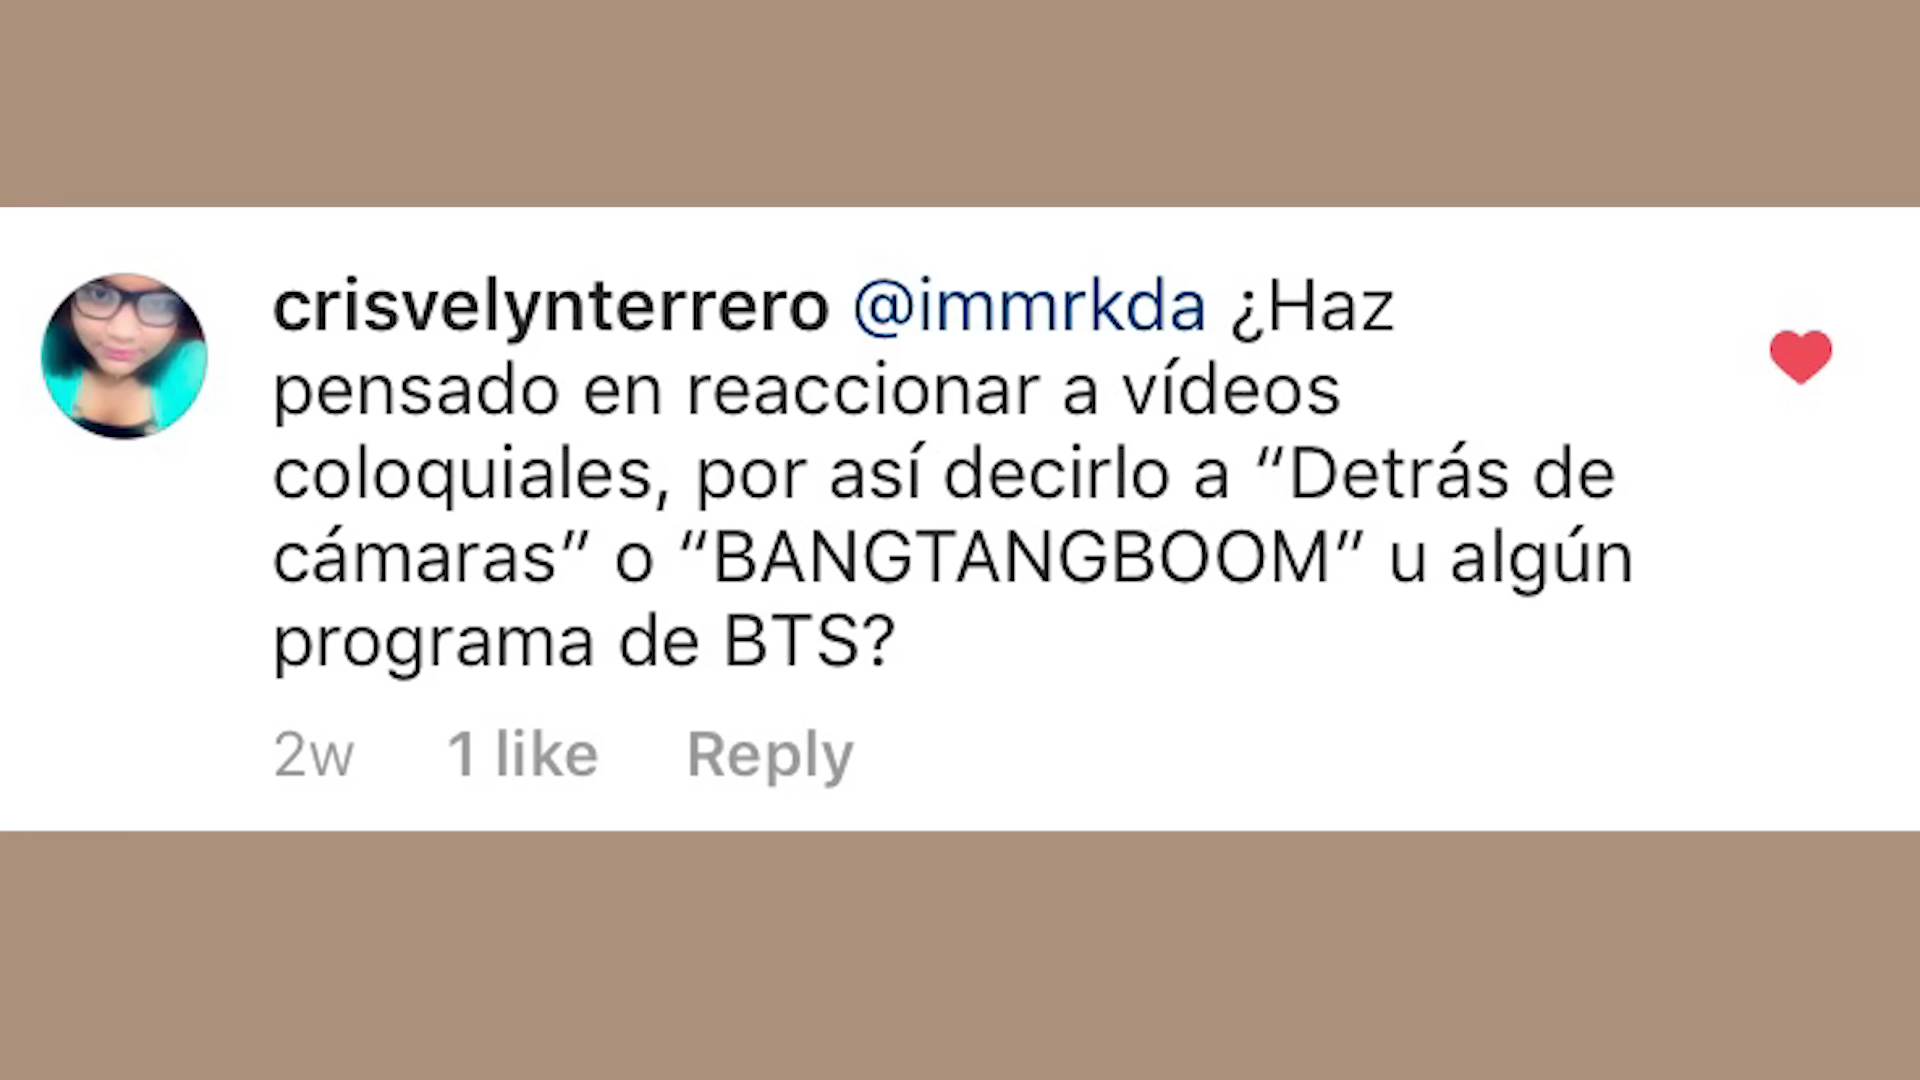 crisvelynterrero @immrkda ¿Haz
pensado en reaccionar a vídeos
coloquiales, por así decirlo a “Detrás de
cámaras” o “BANGTANGBOOM” u algún
programa de BTS?
2w 1 like Reply